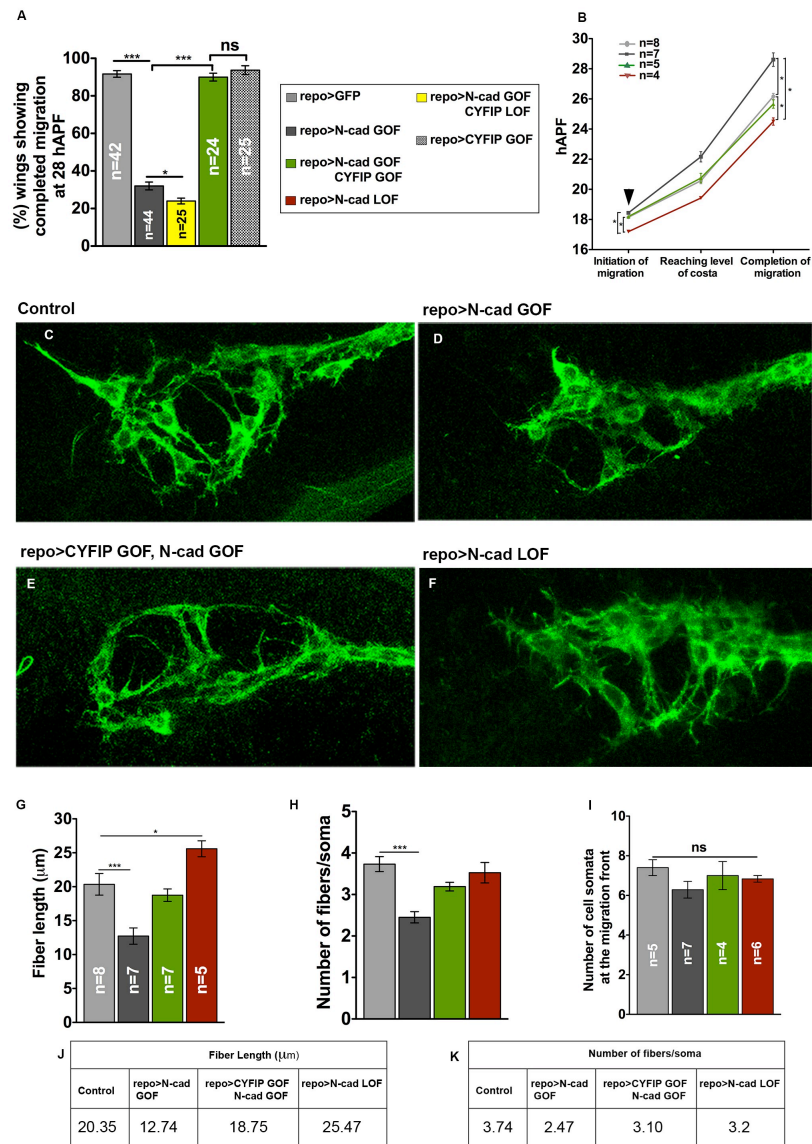 A
(%) wings showing
completed migration
at 28 hAPF
100
80
60
40
20
0
***
***
ns
*
n=42
n=44
n=25
n=24
n=25
repo>GFP
repo>N-cad GOF
repo>N-cad GOF
CYFIP GOF
repo>N-cad LOF
repo>N-cad GOF
CYFIP LOF
repo>CYFIP GOF
B
hAPF
30
28
26
24
22
20
18
16
n=8
n=7
n=5
n=4
*
*
*
*
*
Initiation of
migration
Reaching level
of costa
Completion of
migration
Control
C
repo>N-cad GOF
D
repo>CYFIP GOF, N-cad GOF
E
repo>N-cad LOF
F
G
Fiber length (µm)
30
25
20
15
10
5
0
*
***
n=8
n=7
n=7
n=5
H
Number of fibers/soma
5
4
3
2
1
0
***
I
Number of cell somata
at the migration front
10
8
6
4
2
0
ns
n=5
n=7
n=4
n=6
J
Fiber Length (µm)
Control
repo>N-cad
GOF
repo>CYFIP GOF
N-cad GOF
repo>N-cad LOF
20.35 12.74 18.75 25.47
K
Number of fibers/soma
Control
repo>N-cad
GOF
repo>CYFIP GOF
N-cad GOF
repo>N-cad LOF
3.74 2.47 3.10 3.2